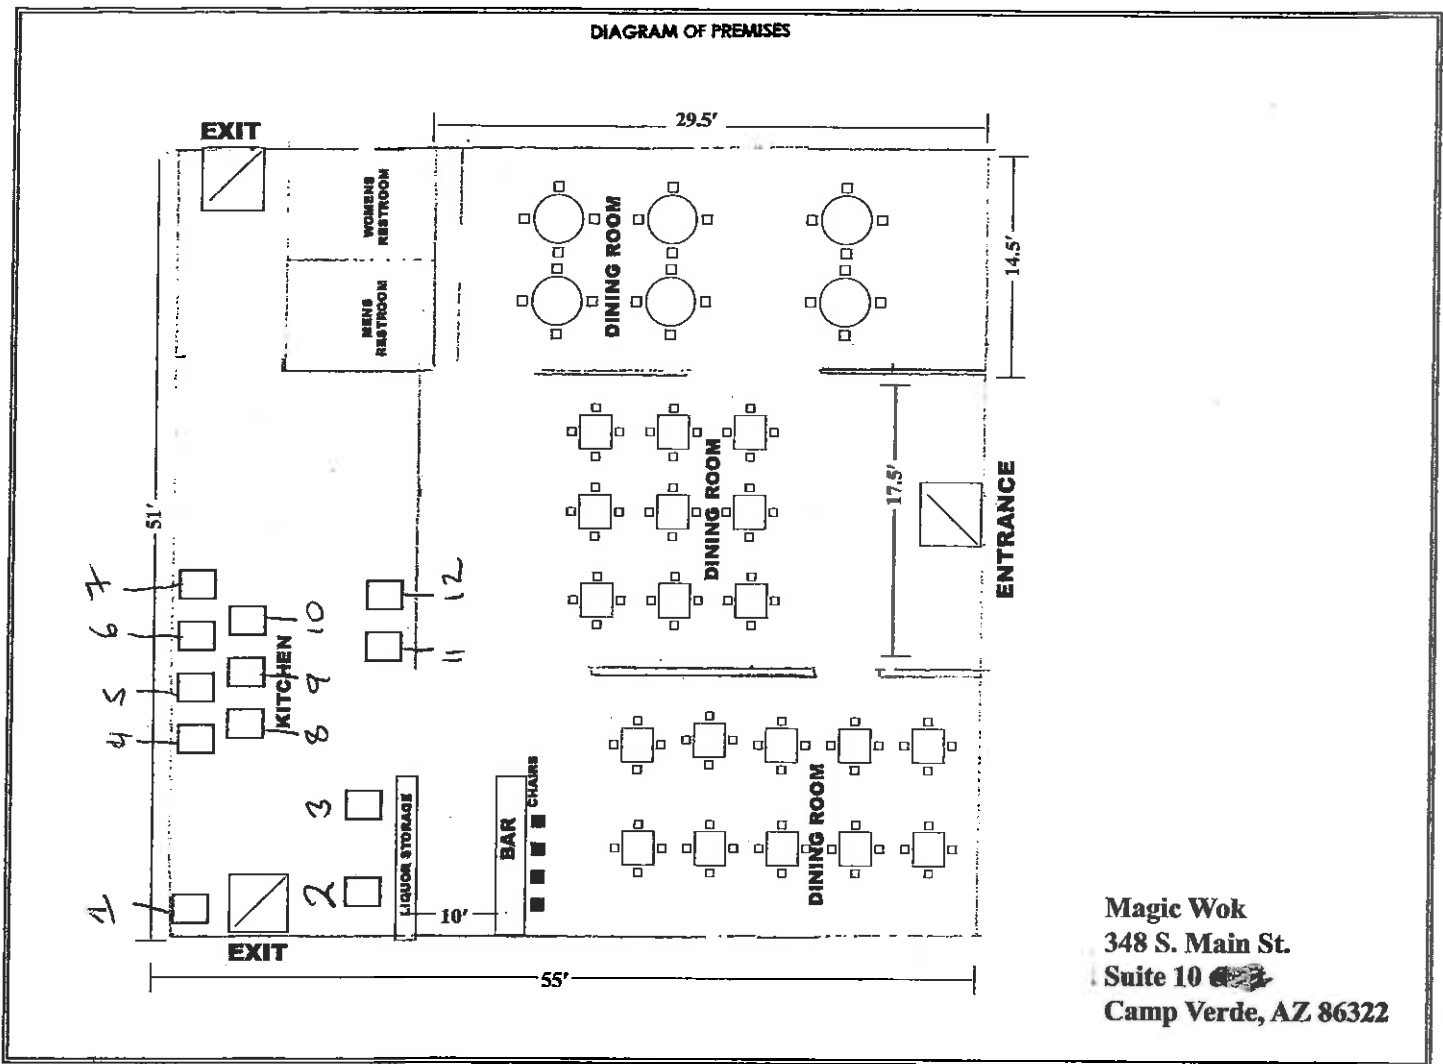 DIAGRAM OF PREMISES
29.5'
EXIT
WOMENS
RESTROOM
MENS
RESTROOM
DINING ROOM
14.5'
51'
DINING ROOM
17.5'
ENTRANCE
7
6
5
4
10
9
8
KITCHEN
12
11
3
2
1
LIQUOR STORAGE
BAR
CHAIRS
10'
DINING ROOM
EXIT
55'
Magic Wok
348 S. Main St.
Suite 10
Camp Verde, AZ 86322